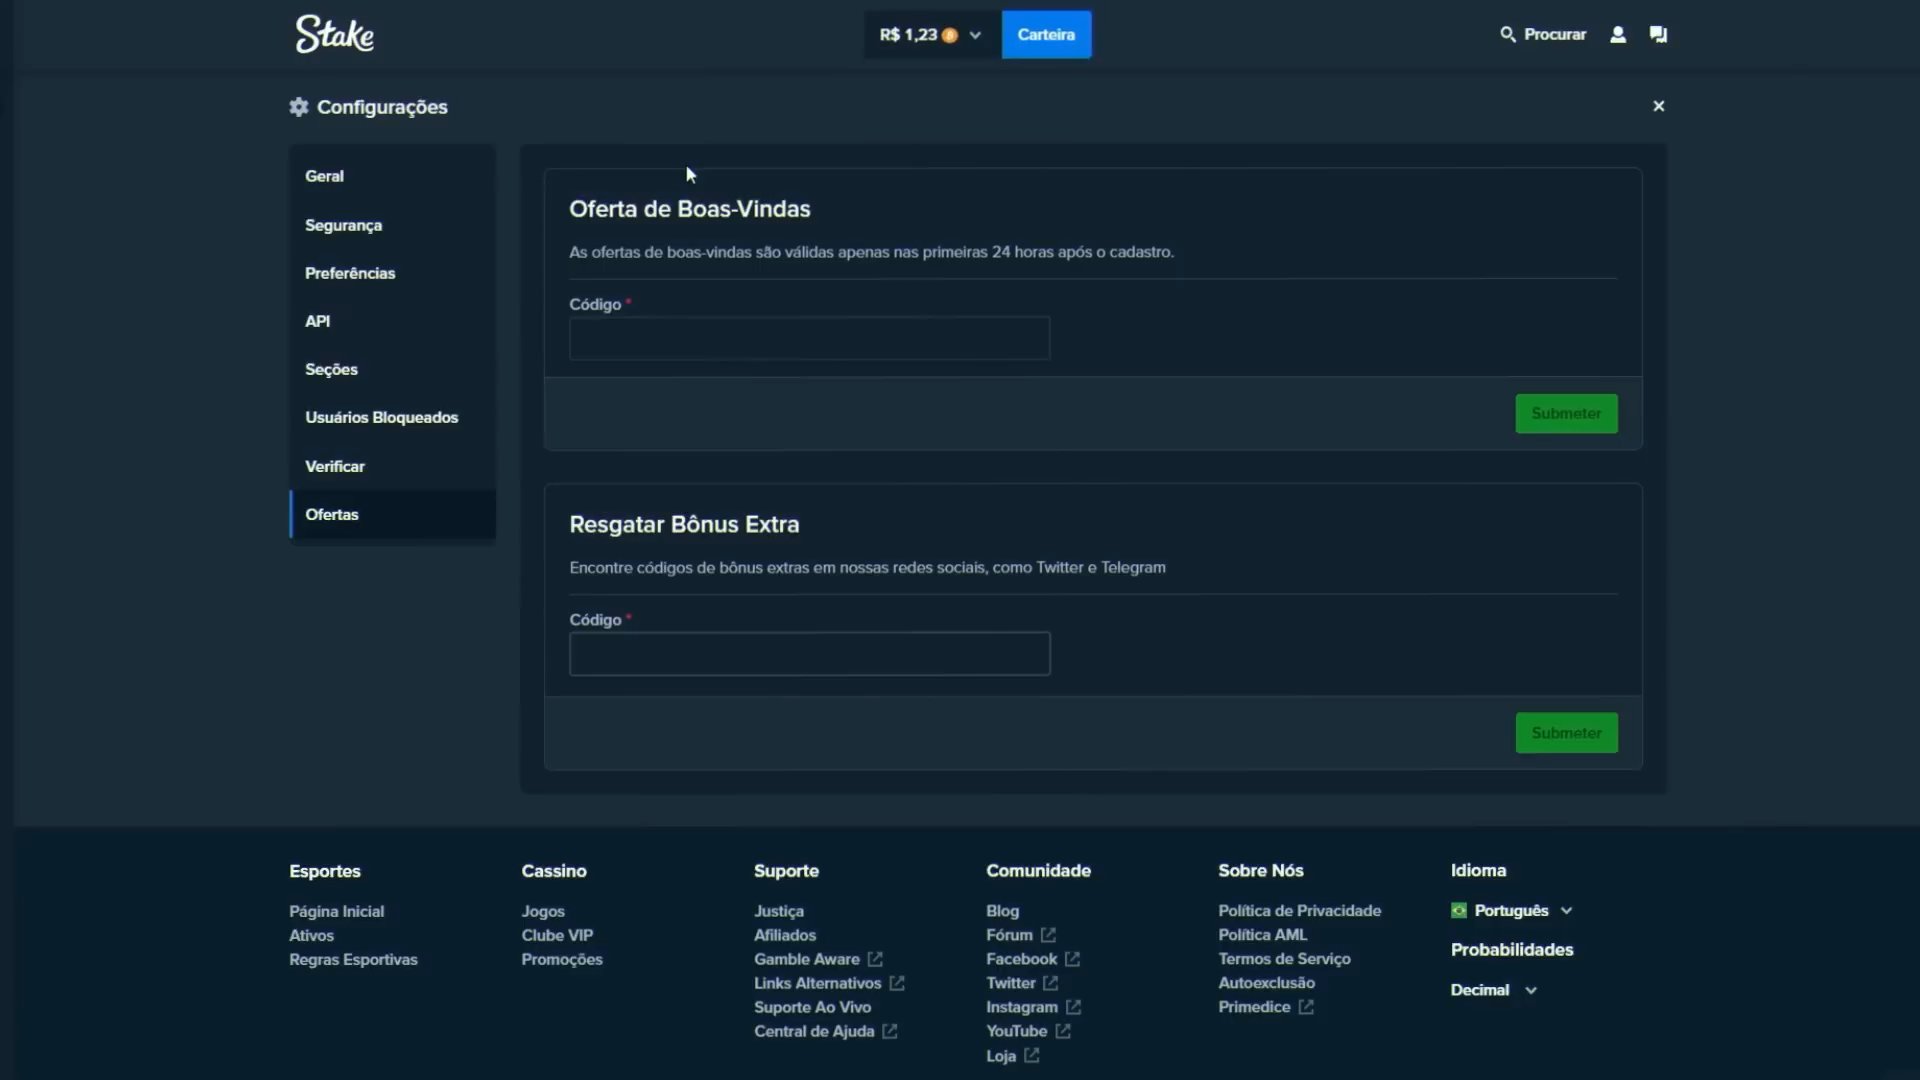 Stake
R$ 1,23
Carteira
Procurar
Configurações
Geral
Segurança
Preferências
API
Seções
Usuários Bloqueados
Verificar
Ofertas
Oferta de Boas-Vindas
As ofertas de boas-vindas são válidas apenas nas primeiras 24 horas após o cadastro.
Código *
Submeter
Resgatar Bônus Extra
Encontre códigos de bônus extras em nossas redes sociais, como Twitter e Telegram
Código *
Submeter
Esportes
Página Inicial
Ativos
Regras Esportivas
Cassino
Jogos
Clube VIP
Promoções
Suporte
Justiça
Afiliados
Gamble Aware
Links Alternativos
Suporte Ao Vivo
Central de Ajuda
Comunidade
Blog
Fórum
Facebook
Twitter
Instagram
YouTube
Loja
Sobre Nós
Política de Privacidade
Política AML
Termos de Serviço
Autoexclusão
Primedice
Idioma
Português
Probabilidades
Decimal